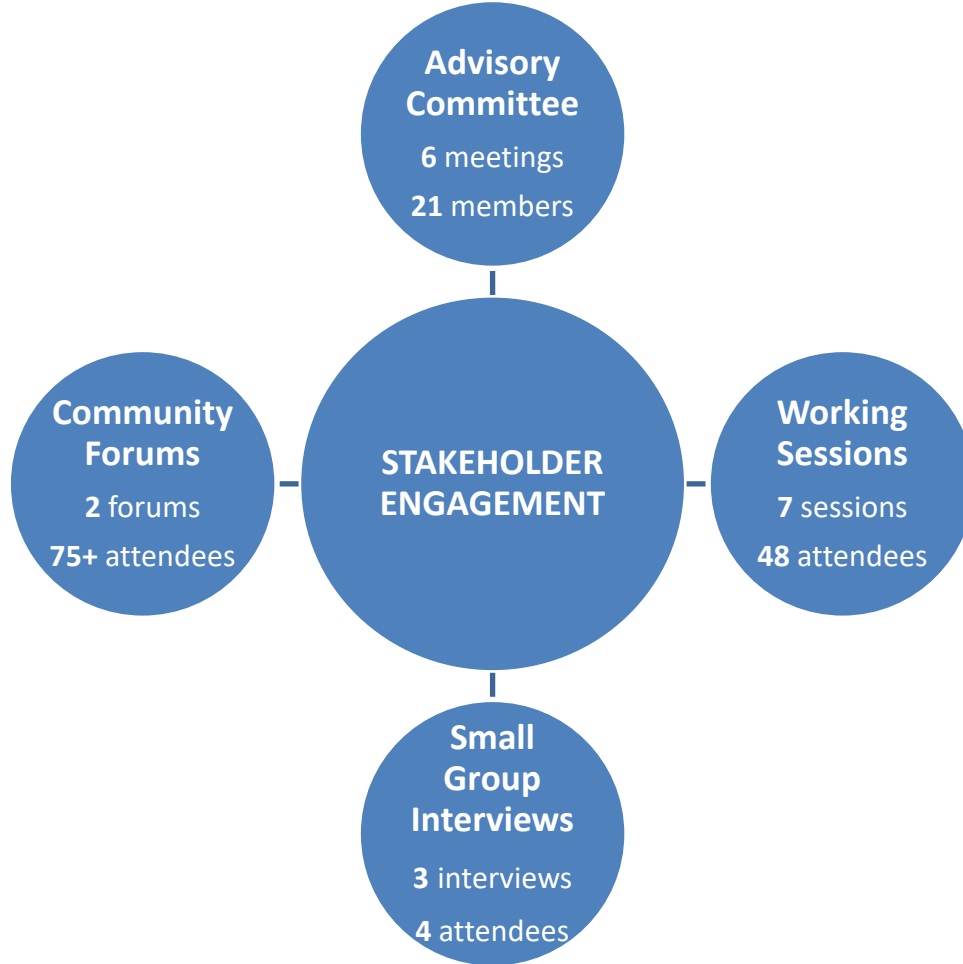 Advisory
Committee
6 meetings
21 members
Community
Forums
2 forums
75+ attendees
STAKEHOLDER
ENGAGEMENT
Working
Sessions
7 sessions
48 attendees
Small
Group
Interviews
3 interviews
4 attendees